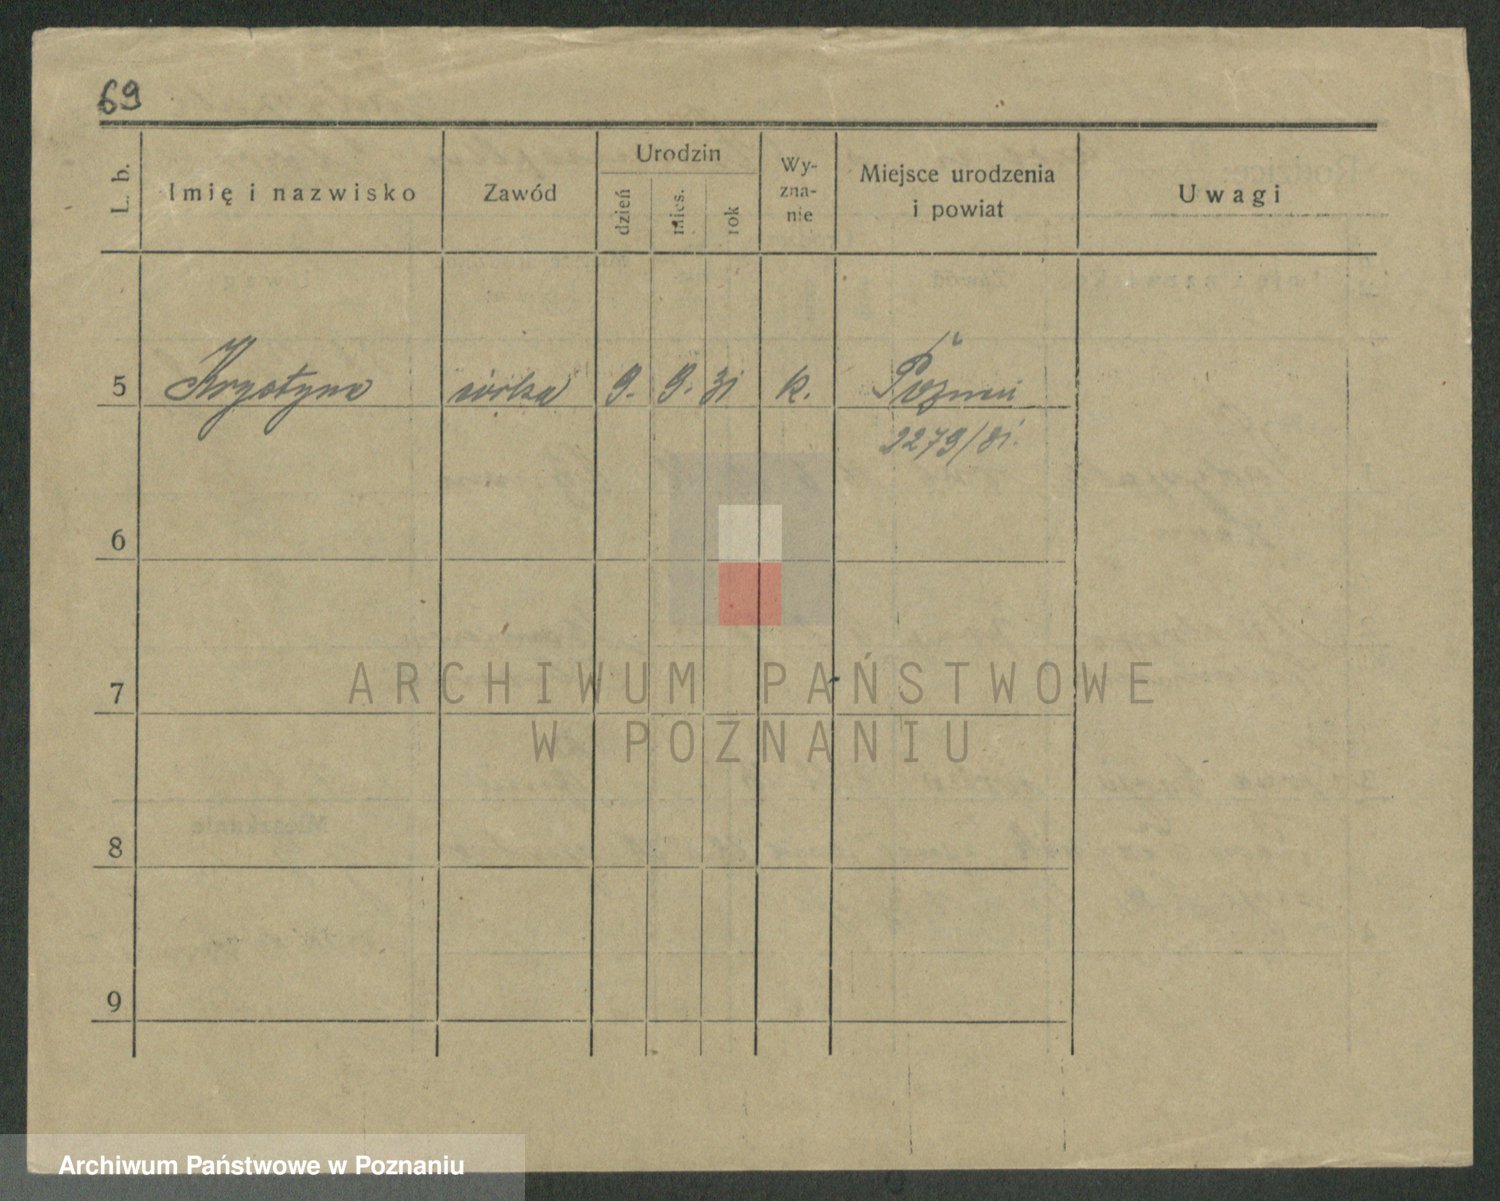 69
L. b.
Imię i nazwisko
Zawód
Urodzin
dzień
mies.
rok
Wy-
zna-
nie
Miejsce urodzenia
i powiat
Uwagi
5 Krystyna córka 9. 9. 31 k. Poznań
2279/31.
6
7
8
9
ARCHIWUM PAŃSTWOWE
W POZNANIU
Archiwum Państwowe w Poznaniu